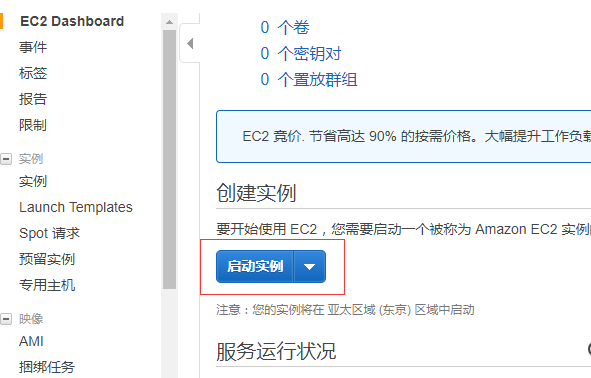 EC2 Dashboard
事件
标签
报告
限制
实例
实例
Launch Templates
Spot 请求
预留实例
专用主机
映像
AMI
捆绑任务
0 个卷
0 个密钥对
0 个置放群组
EC2 竞价. 节省高达 90% 的按需价格。大幅提升工作负载
创建实例
要开始使用 EC2，您需要启动一个被称为 Amazon EC2 实例
启动实例
注意：您的实例将在 亚太区域 (东京) 区域中启动
服务运行状况